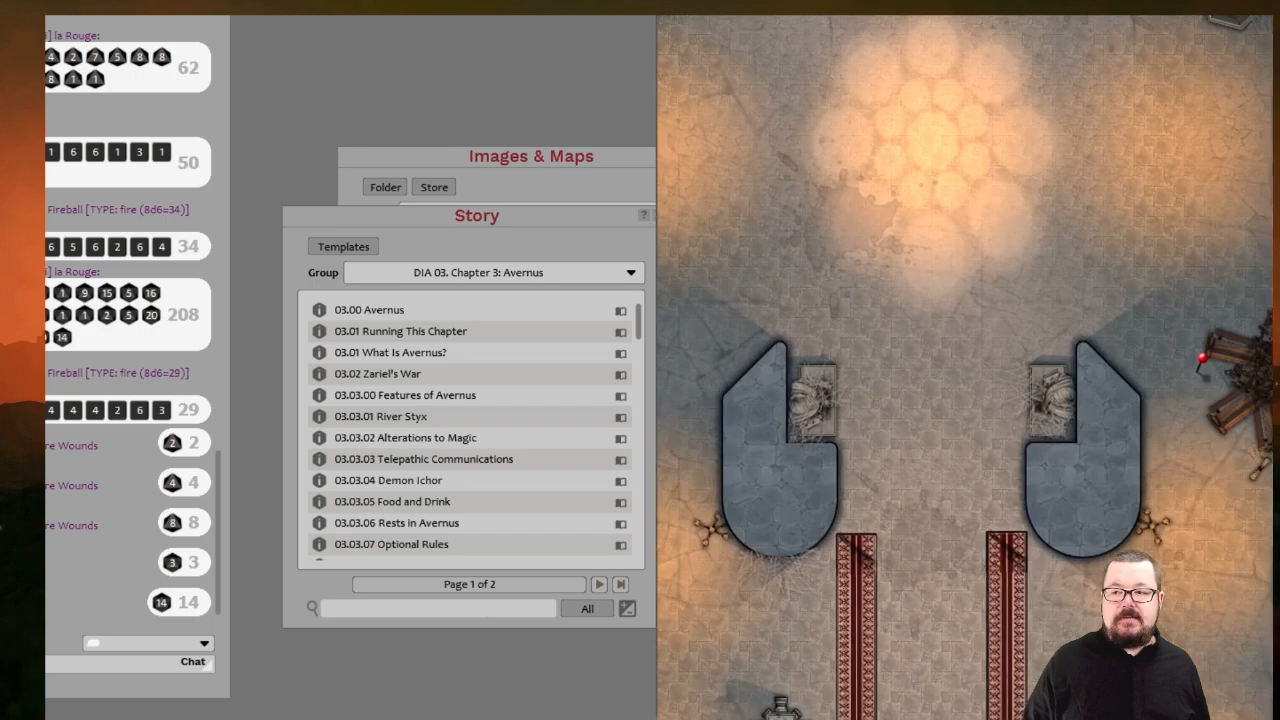 ] la Rouge:
4 2 7 5 8 8
8 1 1
62
1 6 6 1 3 1
50
Fireball [TYPE: fire (8d6=34)]
6 5 6 2 6 4
34
] la Rouge:
1 9 15 5 16
1 1 2 5 20
14
208
Fireball [TYPE: fire (8d6=29)]
4 4 4 2 6 3
29
re Wounds
2 2
re Wounds
4 4
re Wounds
8 8
3 3
14 14
Chat
Images & Maps
Folder Store
Story
?
Templates
Group DIA 03. Chapter 3: Avernus
03.00 Avernus
03.01 Running This Chapter
03.01 What Is Avernus?
03.02 Zariel's War
03.03.00 Features of Avernus
03.03.01 River Styx
03.03.02 Alterations to Magic
03.03.03 Telepathic Communications
03.03.04 Demon Ichor
03.03.05 Food and Drink
03.03.06 Rests in Avernus
03.03.07 Optional Rules
Page 1 of 2
All